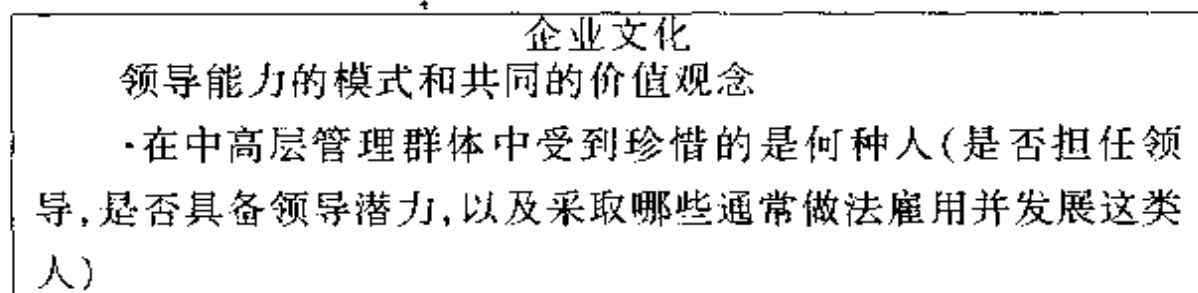 企业文化
领导能力的模式和共同的价值观念
·在中高层管理群体中受到珍惜的是何种人(是否担任领
导,是否具备领导潜力,以及采取哪些通常做法雇用并发展这类
人)